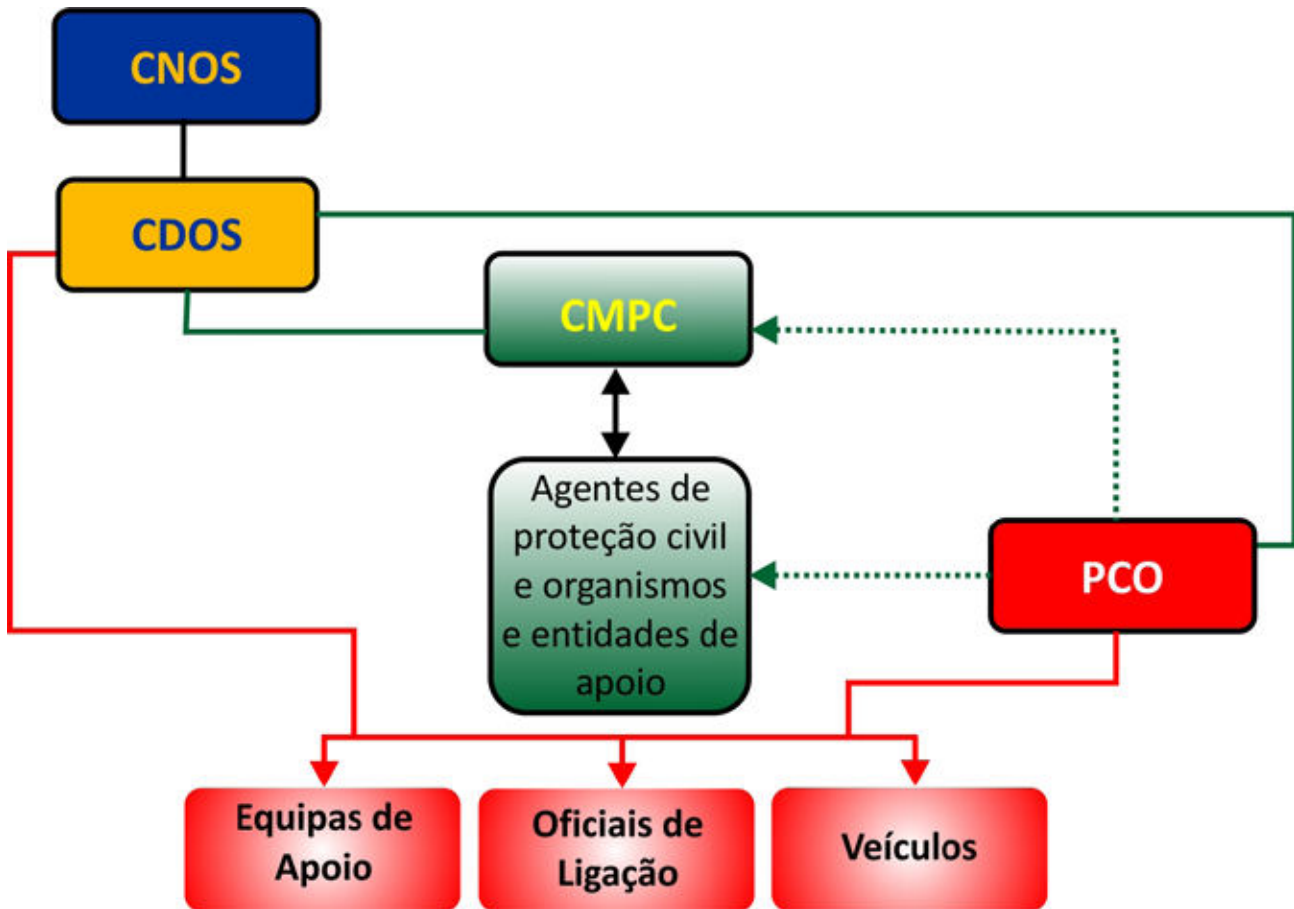 CNOS
CDOS
CMPC
Agentes de
proteção civil
e organismos
e entidades de
apoio
PCO
Equipas de
Apoio
Oficiais de
Ligação
Veículos